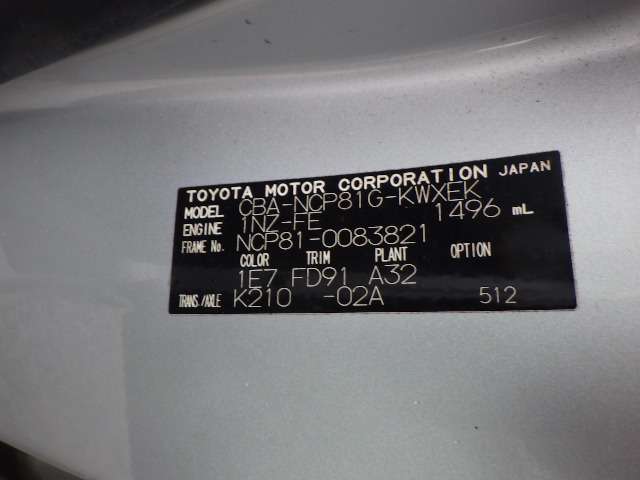 TOYOTA MOTOR CORPORATION JAPAN
MODEL CBA-NCP81G-KWXEK
ENGINE 1NZ-FE 1496 mL
FRAME No. NCP81-0083821
COLOR TRIM PLANT OPTION
1E7 FD91 A32
TRANS./AXLE K210 -02A 512